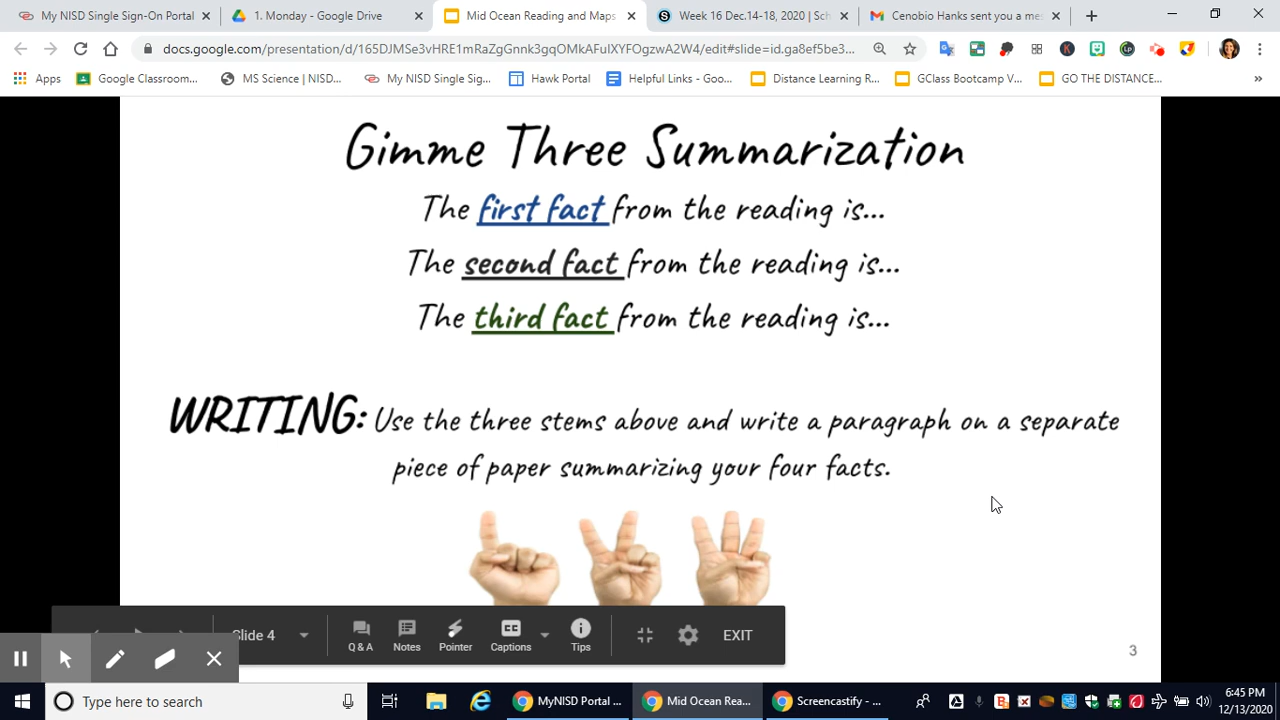 My NISD Single Sign-On Portal
1. Monday - Google Drive
Mid Ocean Reading and Maps
Week 16 Dec.14-18, 2020 | Sch
Cenobio Hanks sent you a me
docs.google.com/presentation/d/165DJMSe3vHRE1mRaZgGnnk3gqOMkAFulXYFOgzwA2W4/edit#slide=id.ga8ef5be3...
Apps
Google Classroom...
MS Science | NISD...
My NISD Single Sig...
Hawk Portal
Helpful Links - Goo...
Distance Learning R...
GClass Bootcamp V...
GO THE DISTANCE...
Gimme Three Summarization
The first fact from the reading is...
The second fact from the reading is...
The third fact from the reading is...
WRITING: Use the three stems above and write a paragraph on a separate
piece of paper summarizing your four facts.
Slide 4
Q & A
Notes
Pointer
Captions
Tips
EXIT
3
Type here to search
MyNISD Portal ...
Mid Ocean Rea...
Screencastify - ...
6:45 PM
12/13/2020